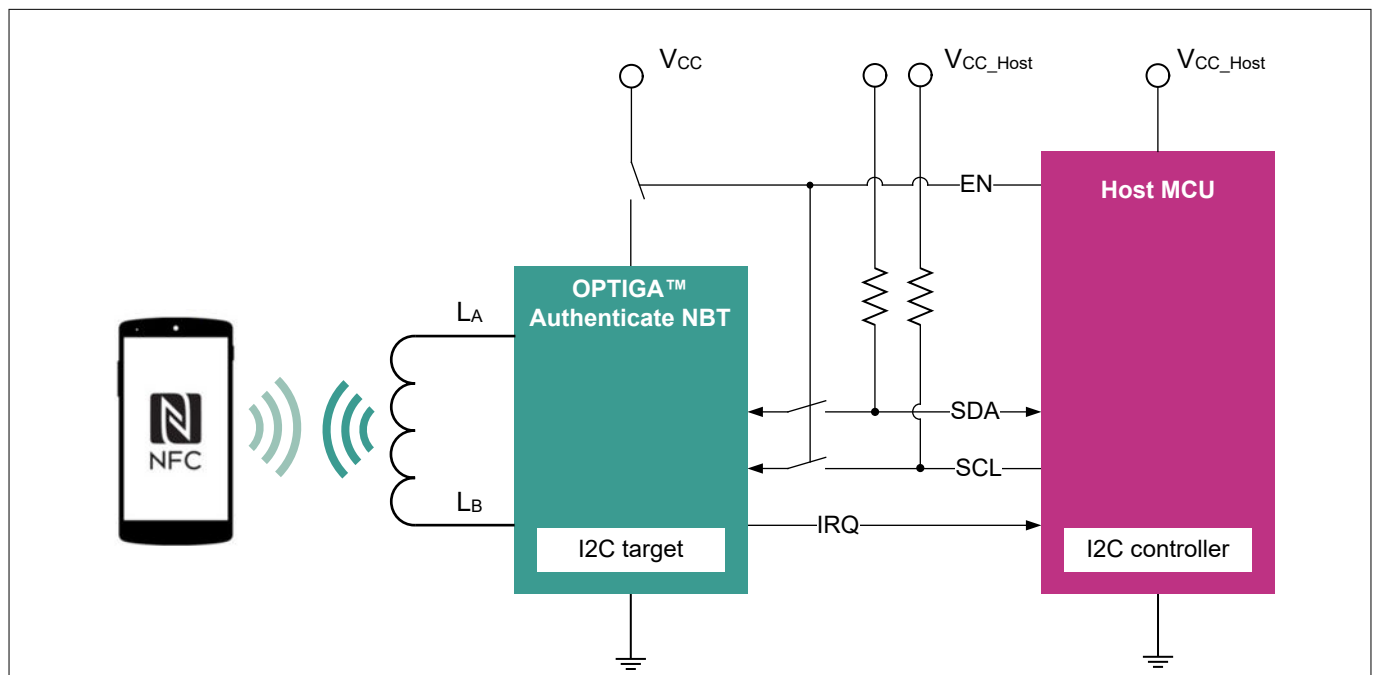 VCC
VCC_Host
VCC_Host
EN
Host MCU
OPTIGA™
Authenticate NBT
LA
SDA
NFC
SCL
LB
IRQ
I2C target
I2C controller